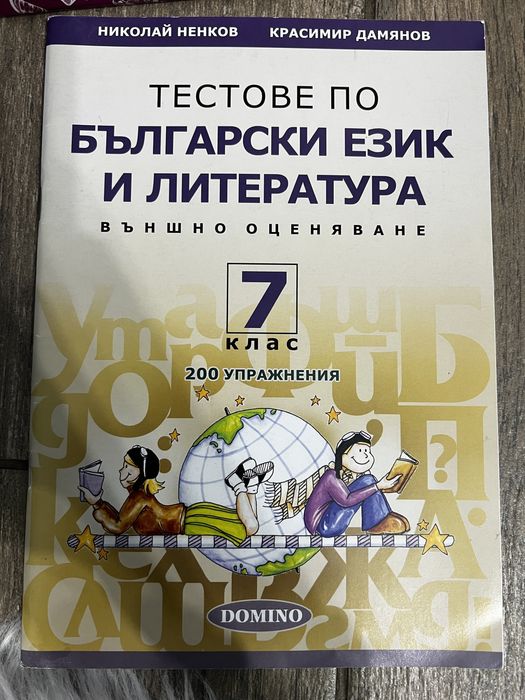 НИКОЛАЙ НЕНКОВ КРАСИМИР ДАМЯНОВ
ТЕСТОВЕ ПО
БЪЛГАРСКИ ЕЗИК
И ЛИТЕРАТУРА
ВЪНШНО ОЦЕНЯВАНЕ
7
клас
200 УПРАЖНЕНИЯ
DOMINO